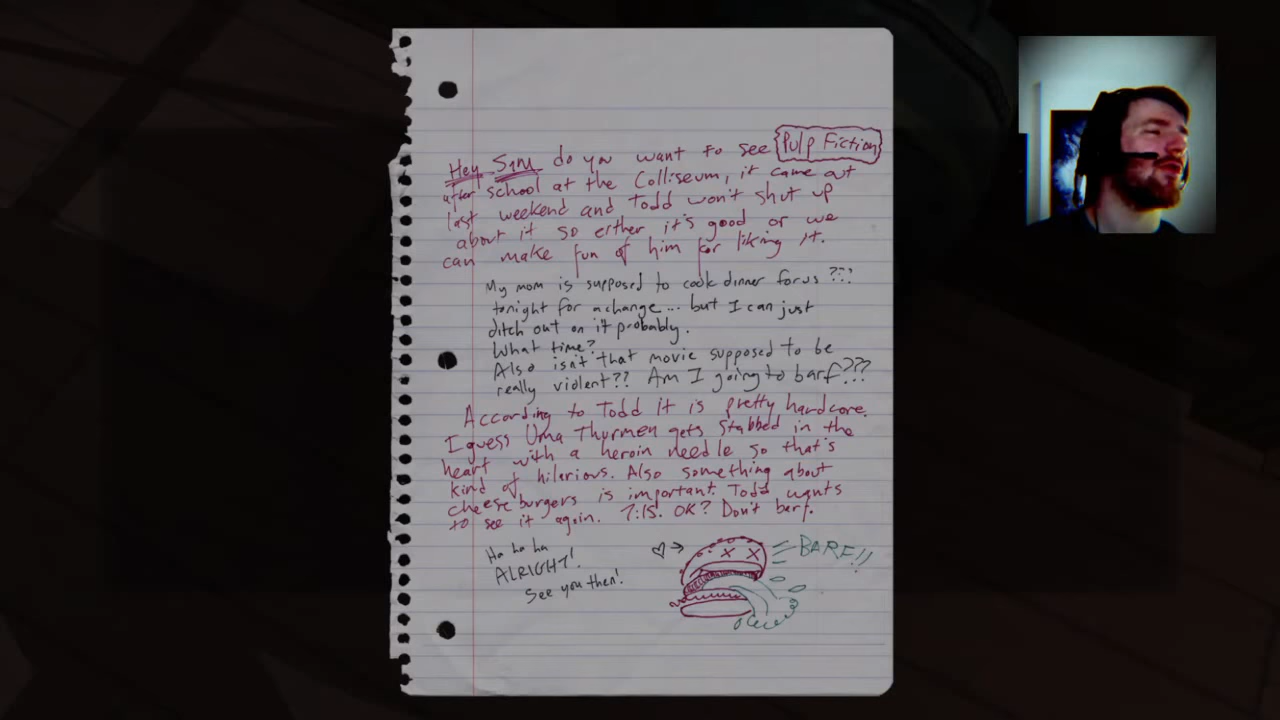 Hey Sam do you want to see Pulp Fiction
after school at the Colliseum, it came out
last weekend and Todd won't shut up
about it so either it's good or we
can make fun of him for liking it.
My mom is supposed to cook dinner for us???
tonight for a change... but I can just
ditch out on it probably.
What time?
Also isn't that movie supposed to be
really violent?? Am I going to barf???
According to Todd it is pretty hardcore.
I guess Uma Thurmen gets stabbed in the
heart with a heroin needle so that's
kind of hilarious. Also something about
cheeseburgers is important. Todd wants
to see it again. 7:15. OK? Don't barf.
Ha ha ha
ALRIGHT!
See you then!
BARF!!